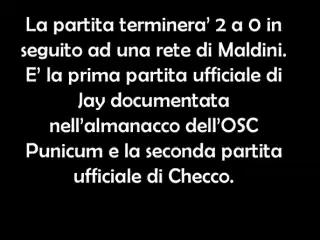 La partita terminera' 2 a 0 in
seguito ad una rete di Maldini.
E' la prima partita ufficiale di
Jay documentata
nell'almanacco dell'OSC
Punicum e la seconda partita
ufficiale di Checco.